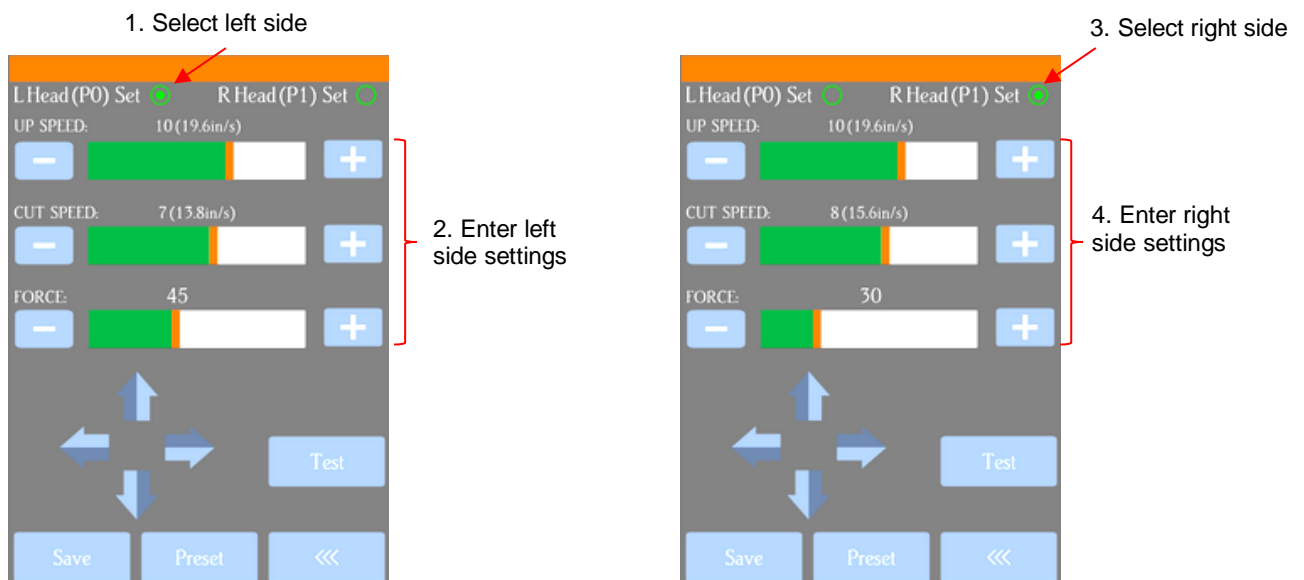 1. Select left side
L Head (P0) Set R Head (P1) Set
UP SPEED: 10 (19.6in/s)
CUT SPEED: 7 (13.8in/s)
FORCE: 45
2. Enter left
side settings
Test
Save Preset <<<
3. Select right side
L Head (P0) Set R Head (P1) Set
UP SPEED: 10 (19.6in/s)
CUT SPEED: 8 (15.6in/s)
FORCE: 30
4. Enter right
side settings
Test
Save Preset <<<